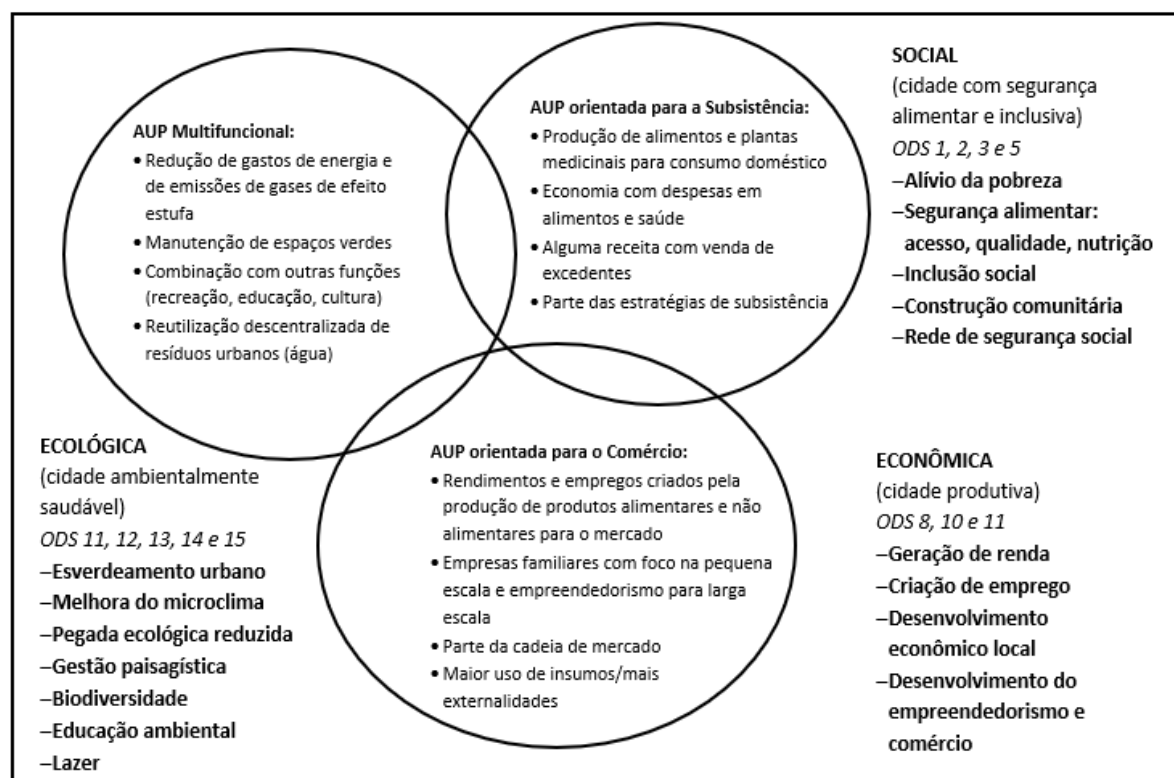 AUP Multifuncional:
• Redução de gastos de energia e
de emissões de gases de efeito
estufa
• Manutenção de espaços verdes
• Combinação com outras funções
(recreação, educação, cultura)
• Reutilização descentralizada de
resíduos urbanos (água)
AUP orientada para a Subsistência:
• Produção de alimentos e plantas
medicinais para consumo doméstico
• Economia com despesas em
alimentos e saúde
• Alguma receita com venda de
excedentes
• Parte das estratégias de subsistência
SOCIAL
(cidade com segurança
alimentar e inclusiva)
ODS 1, 2, 3 e 5
–Alívio da pobreza
–Segurança alimentar:
acesso, qualidade, nutrição
–Inclusão social
–Construção comunitária
–Rede de segurança social
ECOLÓGICA
(cidade ambientalmente
saudável)
ODS 11, 12, 13, 14 e 15
–Esverdeamento urbano
–Melhora do microclima
–Pegada ecológica reduzida
–Gestão paisagística
–Biodiversidade
–Educação ambiental
–Lazer
AUP orientada para o Comércio:
• Rendimentos e empregos criados pela
produção de produtos alimentares e não
alimentares para o mercado
• Empresas familiares com foco na pequena
escala e empreendedorismo para larga
escala
• Parte da cadeia de mercado
• Maior uso de insumos/mais
externalidades
ECONÔMICA
(cidade produtiva)
ODS 8, 10 e 11
–Geração de renda
–Criação de emprego
–Desenvolvimento
econômico local
–Desenvolvimento do
empreendedorismo e
comércio